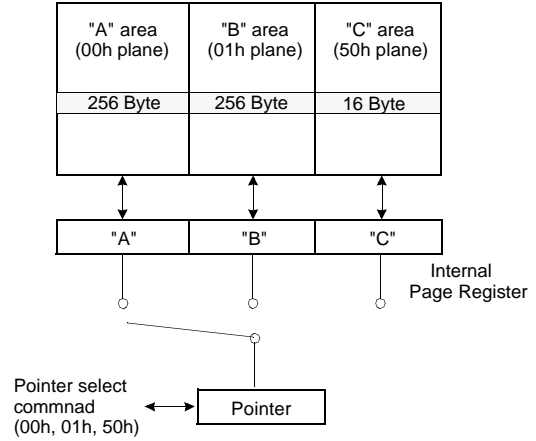 "A" area
(00h plane)
"B" area
(01h plane)
"C" area
(50h plane)
256 Byte
256 Byte
16 Byte
"A"
"B"
"C"
Internal
Page Register
Pointer select
commnad
(00h, 01h, 50h)
Pointer